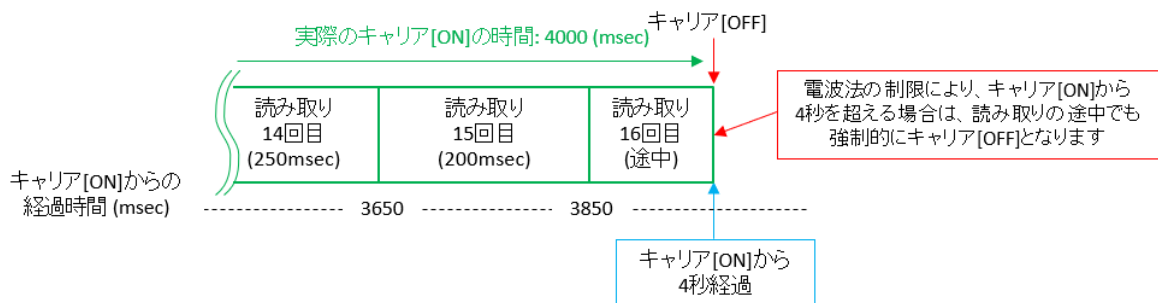 キャリア[OFF]
実際のキャリア[ON]の時間: 4000 (msec)
読み取り
14回目
(250msec)
読み取り
15回目
(200msec)
読み取り
16回目
(途中)
電波法の制限により、キャリア[ON]から
4秒を超える場合は、読み取りの途中でも
強制的にキャリア[OFF]となります
キャリア[ON]からの
経過時間 (msec)
3650
3850
キャリア[ON]から
4秒経過